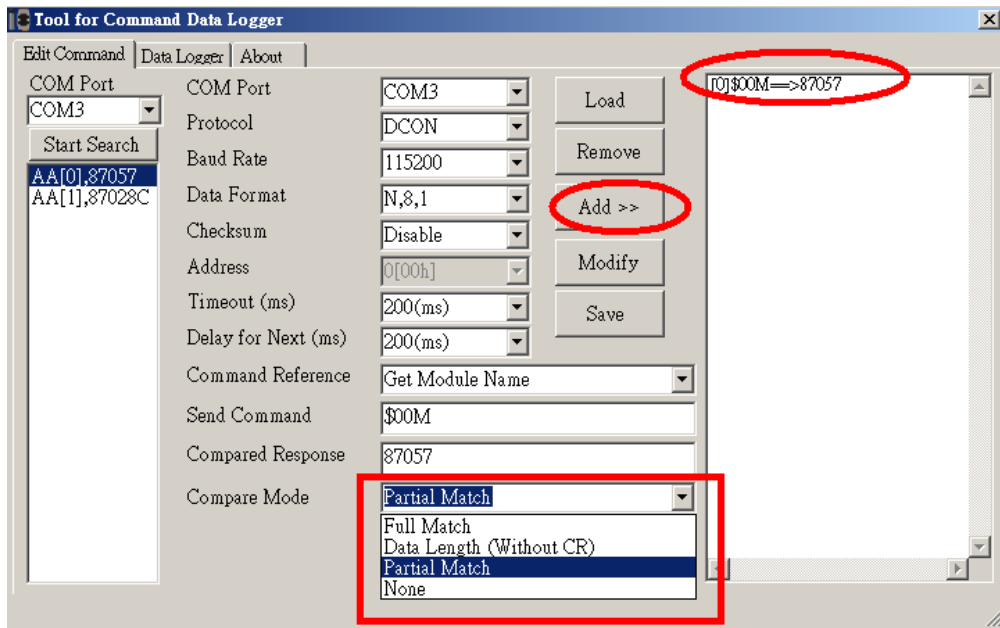 Tool for Command Data Logger
Edit Command Data Logger About
COM Port
COM3
Start Search
AA[0],87057
AA[1],87028C
COM Port COM3
Protocol DCON
Baud Rate 115200
Data Format N,8,1
Checksum Disable
Address 0[00h]
Timeout (ms) 200(ms)
Delay for Next (ms) 200(ms)
Command Reference Get Module Name
Send Command $00M
Compared Response 87057
Compare Mode Partial Match
Full Match
Data Length (Without CR)
Partial Match
None
Load
Remove
Add >>
Modify
Save
[0]$00M==>87057